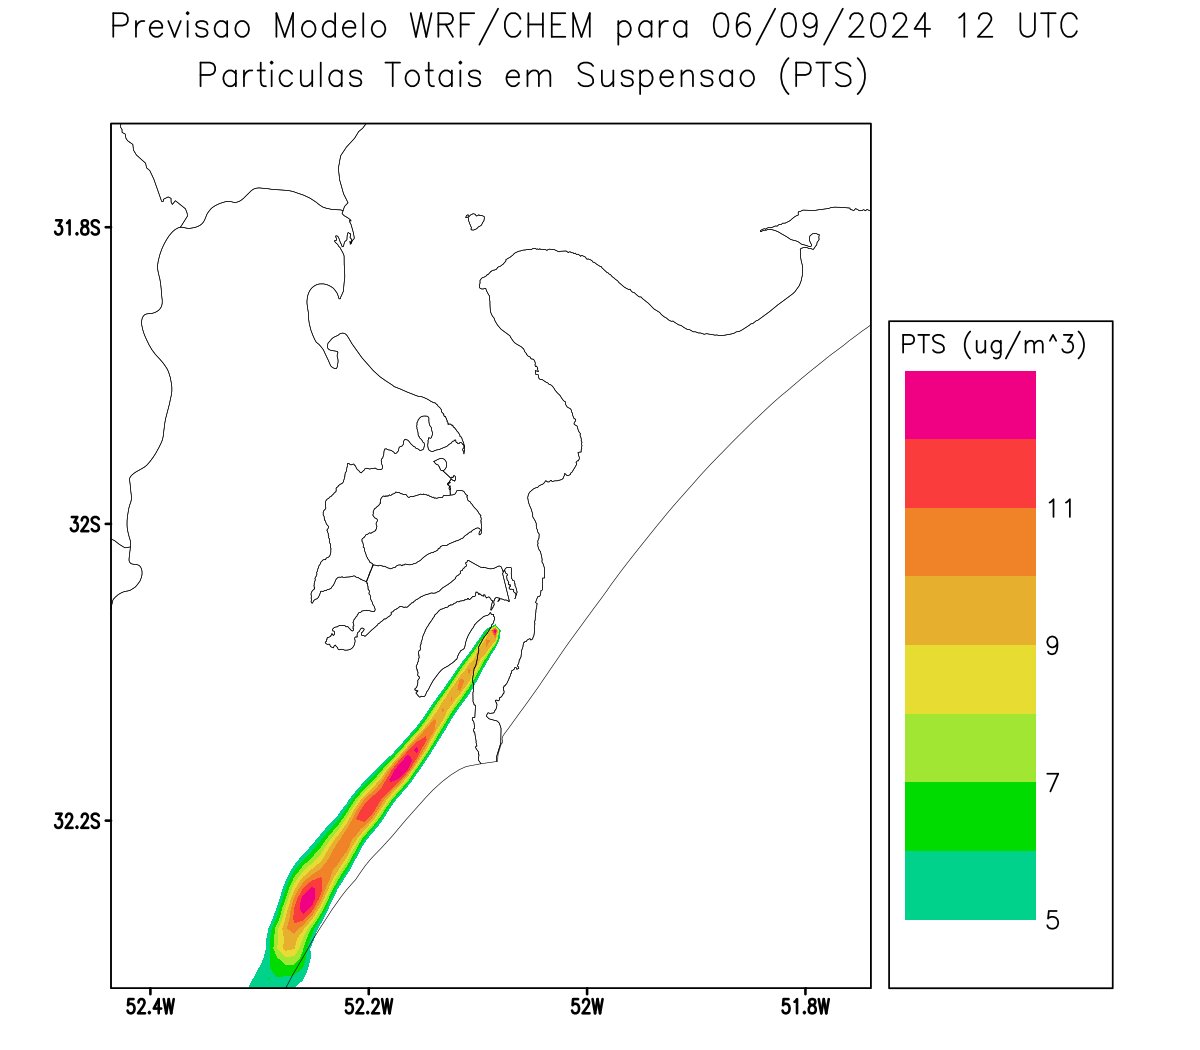 Previsao Modelo WRF/CHEM para 06/09/2024 12 UTC
Particulas Totais em Suspensao (PTS)
31.8S
32S
32.2S
52.4W
52.2W
52W
51.8W
PTS (ug/m^3)
11
9
7
5